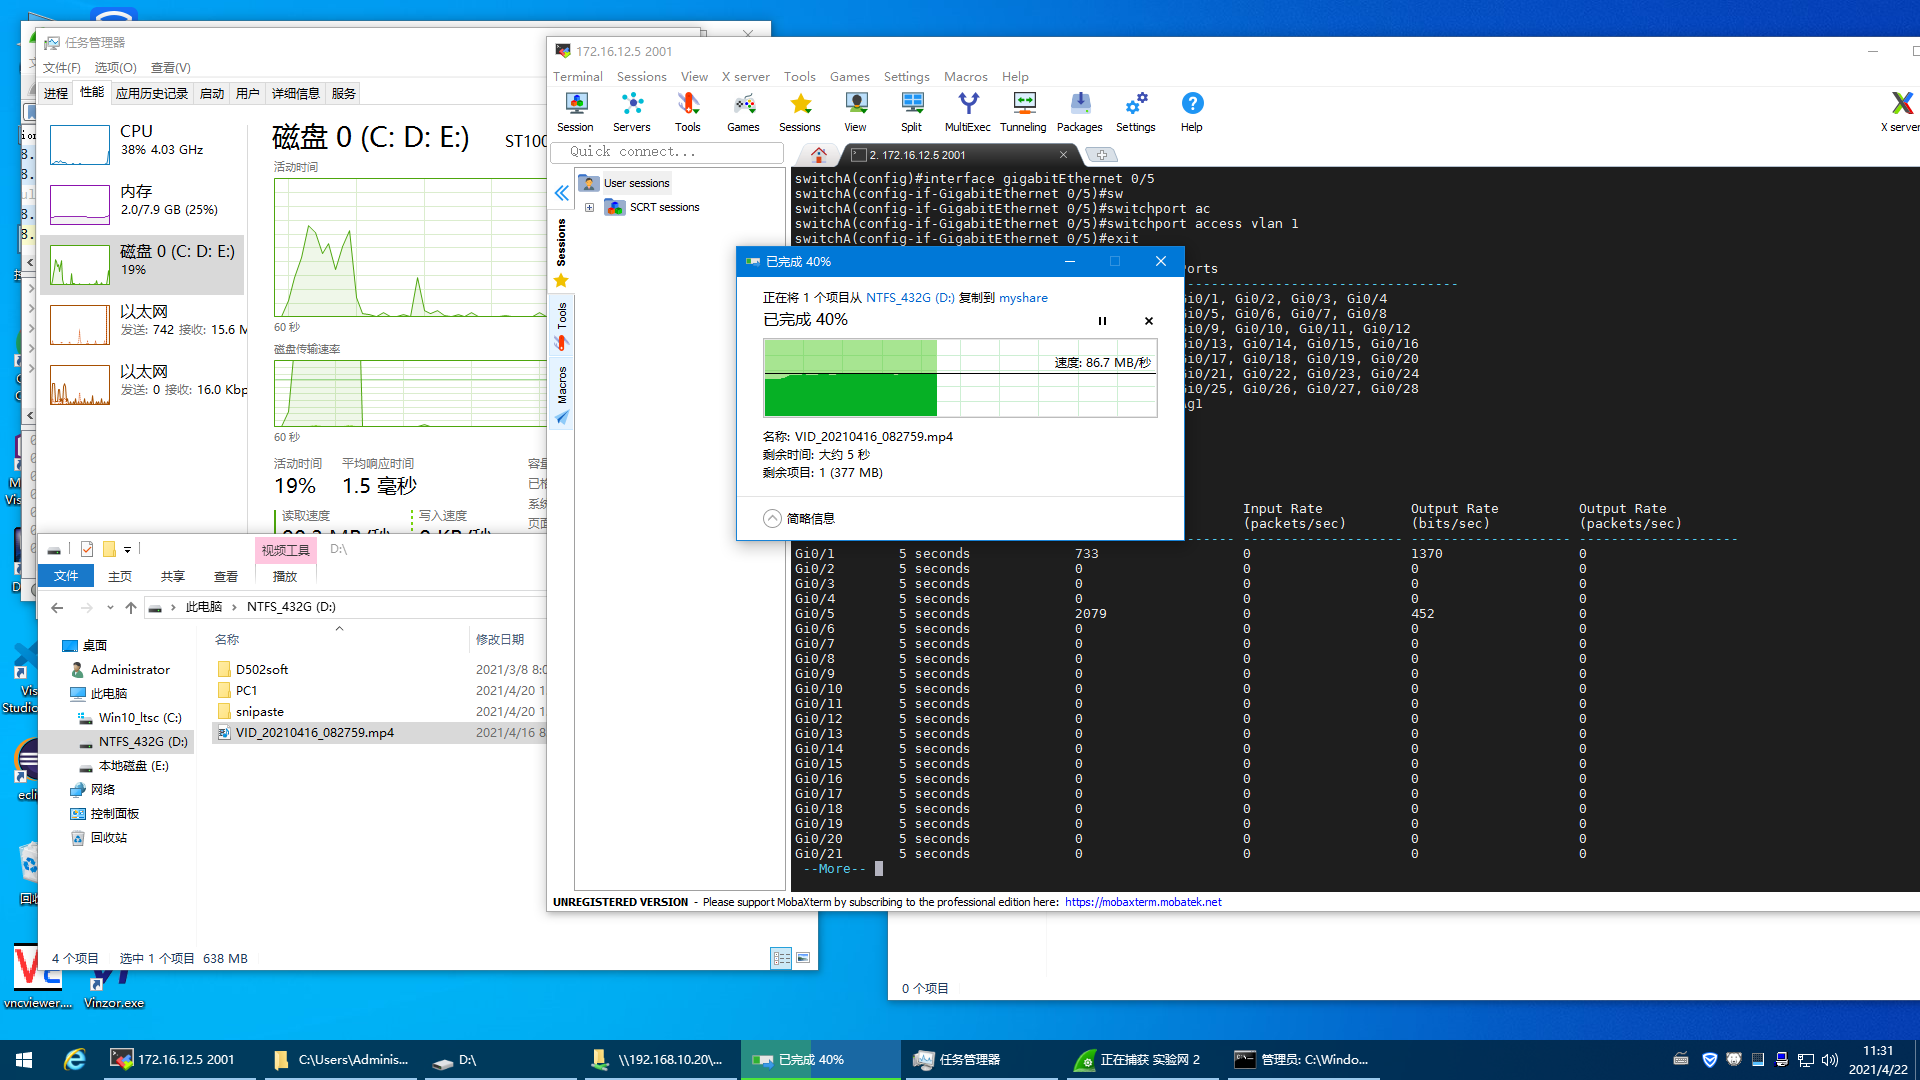 任务管理器
文件(F) 选项(O) 查看(V)
进程 性能 应用历史记录 启动 用户 详细信息 服务
CPU
38% 4.03 GHz
内存
2.0/7.9 GB (25%)
磁盘 0 (C: D: E:)
19%
以太网
发送: 742 接收: 15.6 M
以太网
发送: 0 接收: 16.0 Kbp
磁盘 0 (C: D: E:) ST100
活动时间
60 秒
磁盘传输速率
60 秒
活动时间 平均响应时间
19% 1.5 毫秒
读取速度 写入速度
视频工具 D:\
文件 主页 共享 查看 播放
此电脑 NTFS_432G (D:)
名称 修改日期
桌面
Administrator
此电脑
Win10_ltsc (C:)
NTFS_432G (D:)
本地磁盘 (E:)
网络
控制面板
回收站
D502soft 2021/3/8 8:0
PC1 2021/4/20 1
snipaste 2021/4/20 1
VID_20210416_082759.mp4 2021/4/16 8
4 个项目 选中 1 个项目 638 MB
172.16.12.5 2001
Terminal Sessions View X server Tools Games Settings Macros Help
Session Servers Tools Games Sessions View Split MultiExec Tunneling Packages Settings Help X server
Quick connect...
2. 172.16.12.5 2001
User sessions
SCRT sessions
Sessions
Tools
Macros
switchA(config)#interface gigabitEthernet 0/5
switchA(config-if-GigabitEthernet 0/5)#sw
switchA(config-if-GigabitEthernet 0/5)#switchport ac
switchA(config-if-GigabitEthernet 0/5)#switchport access vlan 1
switchA(config-if-GigabitEthernet 0/5)#exit
orts
i0/1, Gi0/2, Gi0/3, Gi0/4
i0/5, Gi0/6, Gi0/7, Gi0/8
i0/9, Gi0/10, Gi0/11, Gi0/12
i0/13, Gi0/14, Gi0/15, Gi0/16
i0/17, Gi0/18, Gi0/19, Gi0/20
i0/21, Gi0/22, Gi0/23, Gi0/24
i0/25, Gi0/26, Gi0/27, Gi0/28
g1
已完成 40%
正在将 1 个项目从 NTFS_432G (D:) 复制到 myshare
已完成 40%
速度: 86.7 MB/秒
名称: VID_20210416_082759.mp4
剩余时间: 大约 5 秒
剩余项目: 1 (377 MB)
简略信息
Input Rate Output Rate Output Rate
(packets/sec) (bits/sec) (packets/sec)
Gi0/1 5 seconds 733 0 1370 0
Gi0/2 5 seconds 0 0 0 0
Gi0/3 5 seconds 0 0 0 0
Gi0/4 5 seconds 0 0 0 0
Gi0/5 5 seconds 2079 0 452 0
Gi0/6 5 seconds 0 0 0 0
Gi0/7 5 seconds 0 0 0 0
Gi0/8 5 seconds 0 0 0 0
Gi0/9 5 seconds 0 0 0 0
Gi0/10 5 seconds 0 0 0 0
Gi0/11 5 seconds 0 0 0 0
Gi0/12 5 seconds 0 0 0 0
Gi0/13 5 seconds 0 0 0 0
Gi0/14 5 seconds 0 0 0 0
Gi0/15 5 seconds 0 0 0 0
Gi0/16 5 seconds 0 0 0 0
Gi0/17 5 seconds 0 0 0 0
Gi0/18 5 seconds 0 0 0 0
Gi0/19 5 seconds 0 0 0 0
Gi0/20 5 seconds 0 0 0 0
Gi0/21 5 seconds 0 0 0 0
--More--
UNREGISTERED VERSION - Please support MobaXterm by subscribing to the professional edition here: https://mobaxterm.mobatek.net
0 个项目
vncviewer.... Vinzor.exe
172.16.12.5 2001 C:\Users\Adminis... D:\ \\192.168.10.20\... 已完成 40% 任务管理器 正在捕获 实验网 2 管理员: C:\Windo...
11:31
2021/4/22